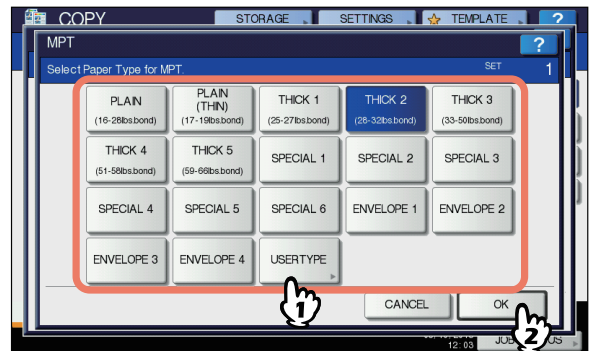 COPY
STORAGE SETTINGS TEMPLATE ?
MPT ?
Select Paper Type for MPT. SET 1
PLAIN PLAIN THICK 1 THICK 2 THICK 3
(THIN)
(16-28lbs.bond) (17-19lbs.bond) (25-27lbs.bond) (28-32lbs.bond) (33-50lbs.bond)
THICK 4 THICK 5 SPECIAL 1 SPECIAL 2 SPECIAL 3
(51-58lbs.bond) (59-66lbs.bond)
SPECIAL 4 SPECIAL 5 SPECIAL 6 ENVELOPE 1 ENVELOPE 2
ENVELOPE 3 ENVELOPE 4 USERTYPE
1
CANCEL OK
2
12:03